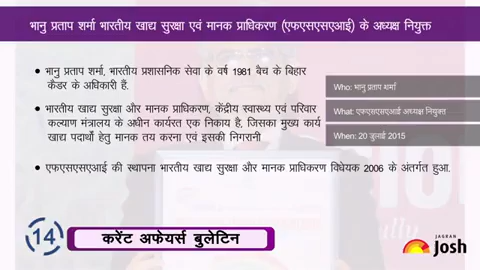 भानु प्रताप शर्मा भारतीय खाद्य सुरक्षा एवं मानक प्राधिकरण (एफएसएसएआई) के अध्यक्ष नियुक्त
• भानु प्रताप शर्मा, भारतीय प्रशासनिक सेवा के वर्ष 1981 बैच के बिहार
कैडर के अधिकारी हैं.
• भारतीय खाद्य सुरक्षा और मानक प्राधिकरण, केंद्रीय स्वास्थ्य एवं परिवार
कल्याण मंत्रालय के अधीन कार्यरत एक निकाय है, जिसका मुख्य कार्य
खाद्य पदार्थो हेतु मानक तय करना एवं इसकी निगरानी
• एफएसएसएआई की स्थापना भारतीय खाद्य सुरक्षा और मानक प्राधिकरण विधेयक 2006 के अंतर्गत हुआ.
Who: भानु प्रताप शर्मा
What: एफएसएसएआई अध्यक्ष नियुक्त
When: 20 जुलाई 2015
14
करेंट अफेयर्स बुलेटिन
JAGRAN
Josh